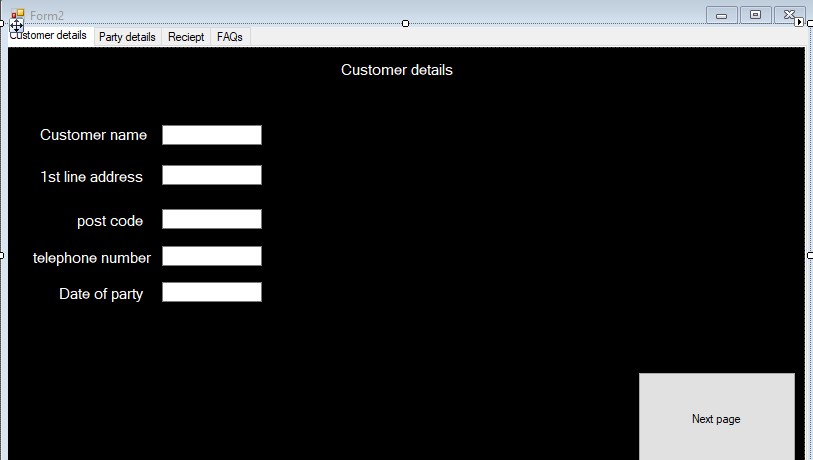 Form2
Customer details Party details Reciept FAQs
Customer details
Customer name
1st line address
post code
telephone number
Date of party
Next page